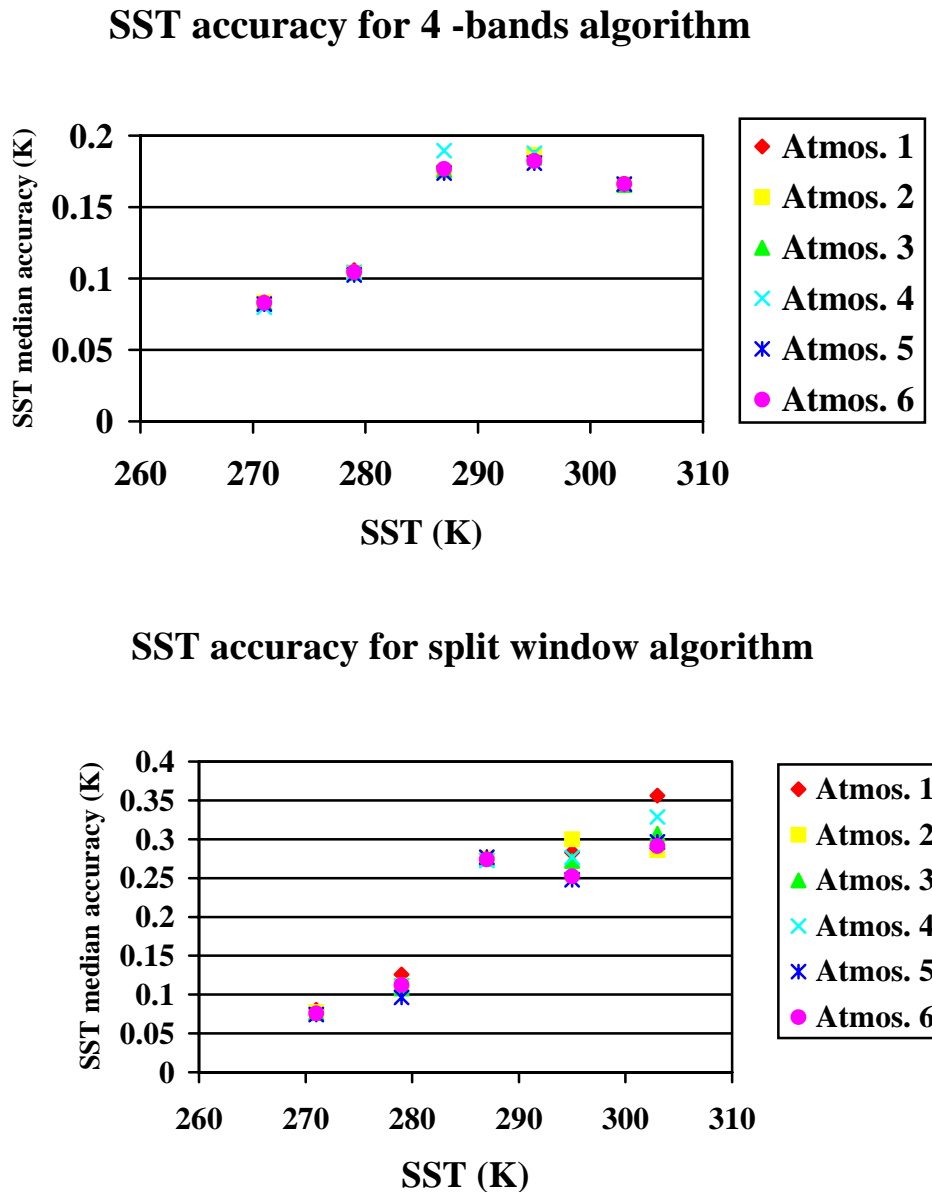 SST accuracy for 4 -bands algorithm
SST median accuracy (K)
0.2
0.15
0.1
0.05
0
260 270 280 290 300 310
SST (K)
Atmos. 1
Atmos. 2
Atmos. 3
Atmos. 4
Atmos. 5
Atmos. 6
SST accuracy for split window algorithm
SST median accuracy (K)
0.4
0.35
0.3
0.25
0.2
0.15
0.1
0.05
0
260 270 280 290 300 310
SST (K)
Atmos. 1
Atmos. 2
Atmos. 3
Atmos. 4
Atmos. 5
Atmos. 6